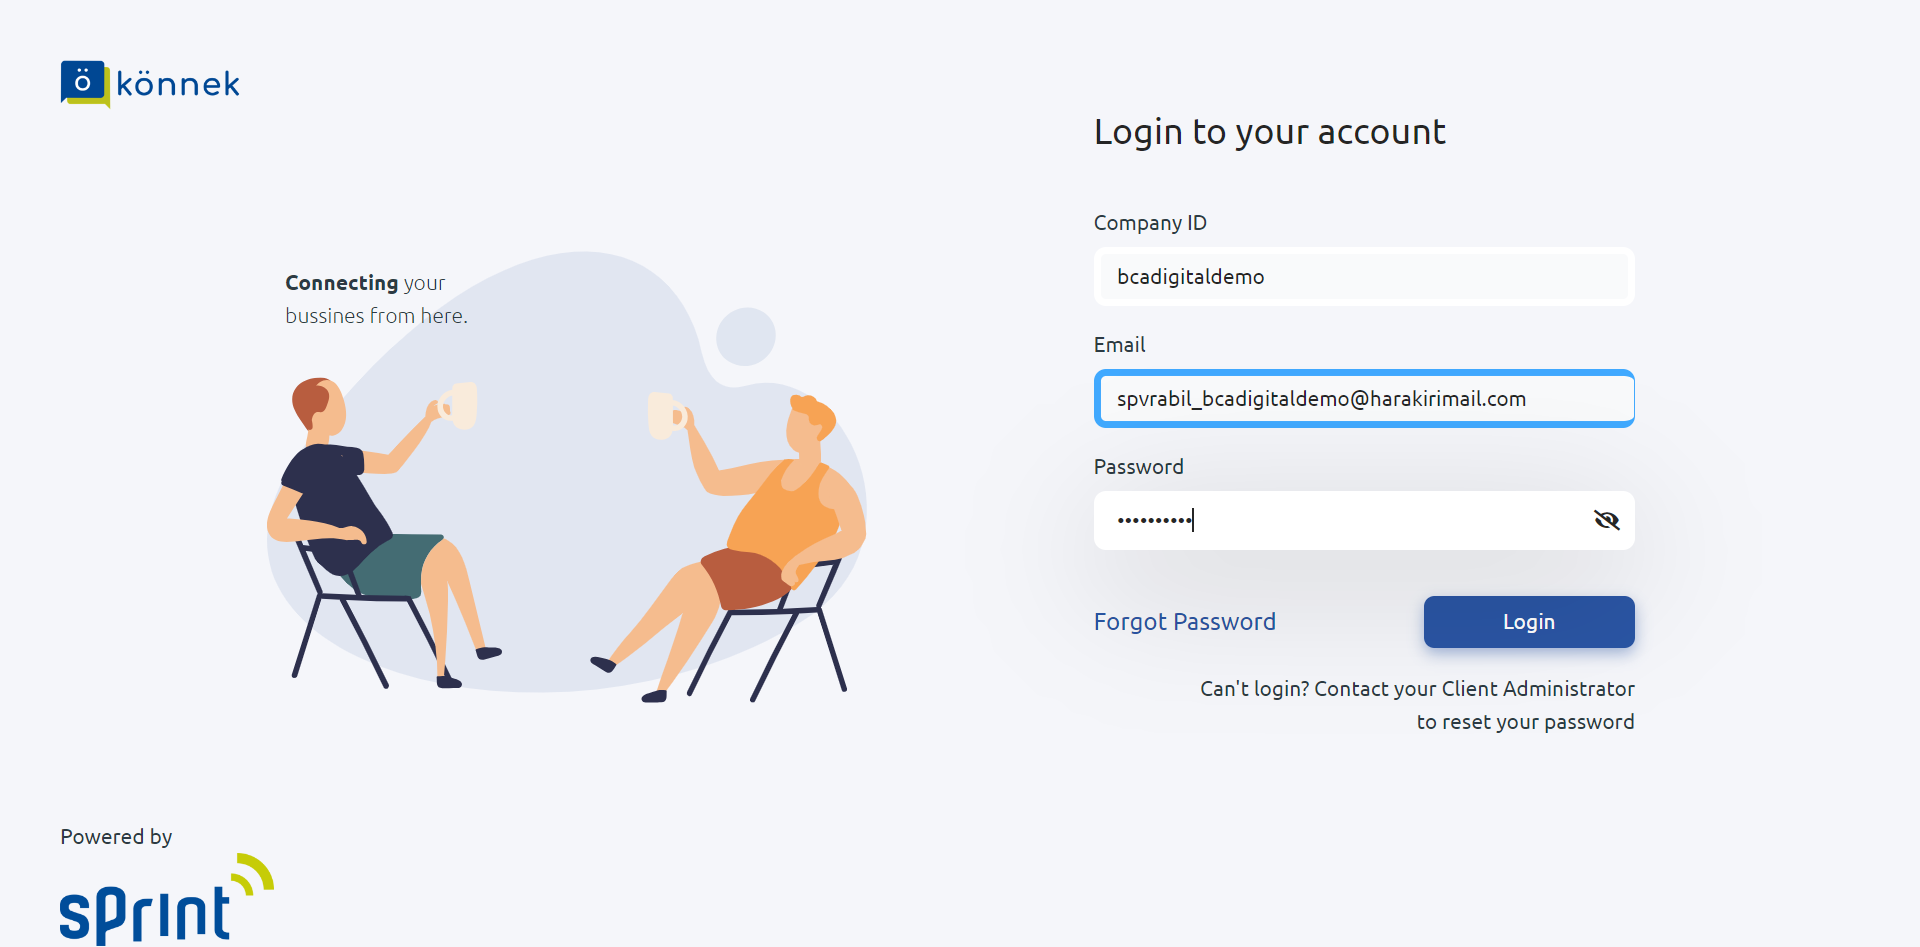 ö könnek
Connecting your
bussines from here.
Powered by
sprint
Login to your account
Company ID
bcadigitaldemo
Email
spvrabil_bcadigitaldemo@harakirimail.com
Password
••••••••••
Forgot Password
Login
Can't login? Contact your Client Administrator
to reset your password